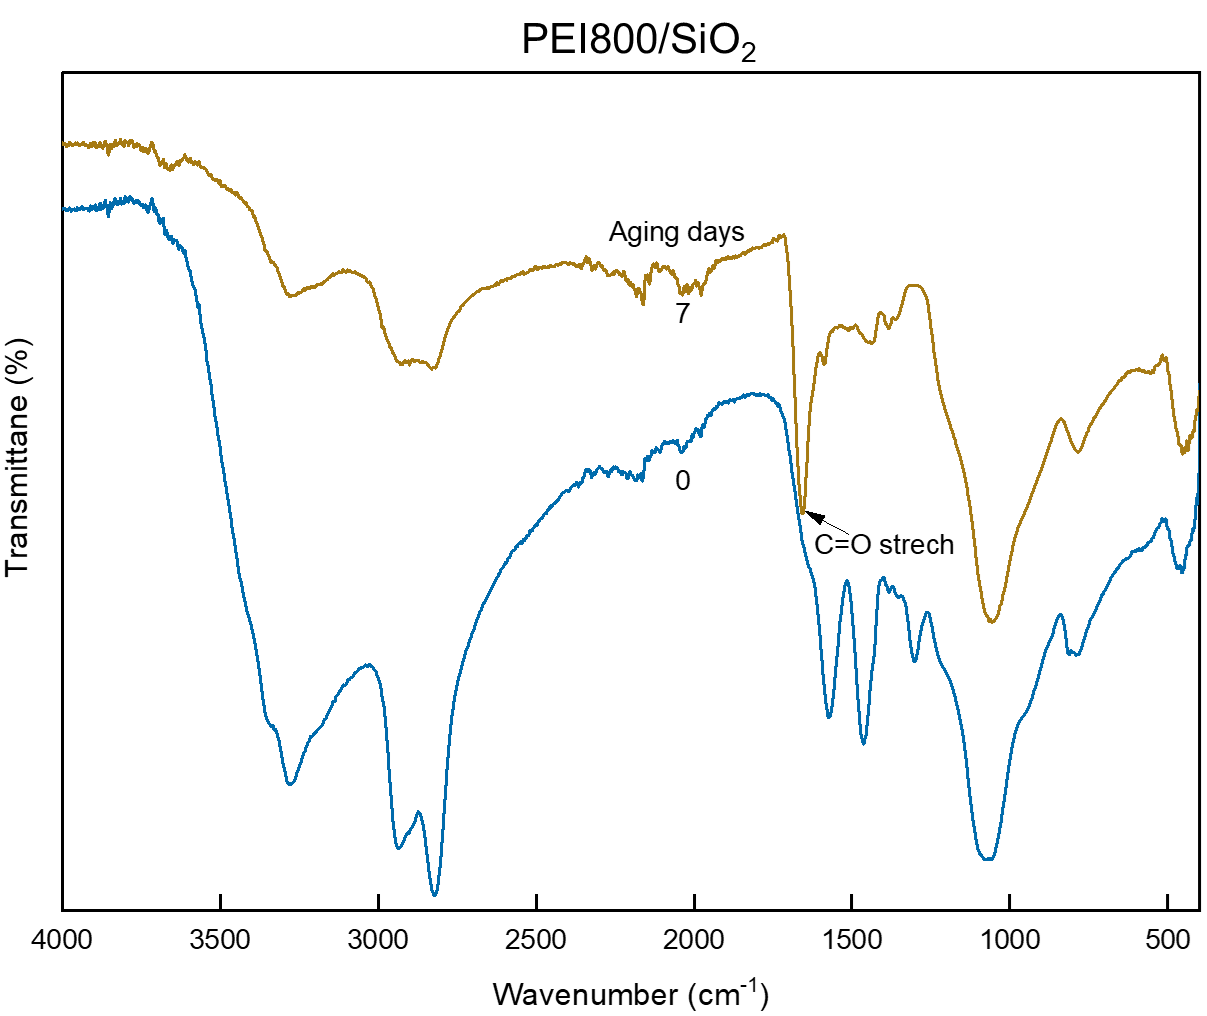 PEI800/SiO₂
Aging days
7
0
C=O strech
Transmittane (%)
4000 3500 3000 2500 2000 1500 1000 500
Wavenumber (cm⁻¹)